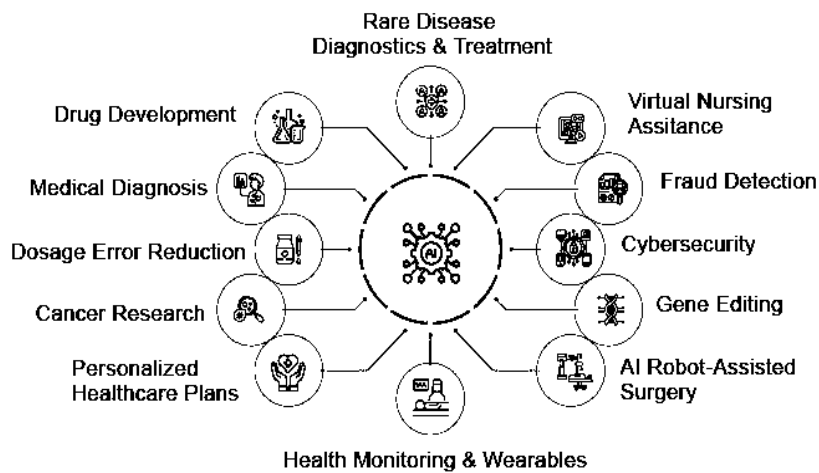 Rare Disease
Diagnostics & Treatment
Drug Development
Virtual Nursing
Assitance
Medical Diagnosis
Fraud Detection
Dosage Error Reduction
AI
Cybersecurity
Cancer Research
Gene Editing
Personalized
Healthcare Plans
AI Robot-Assisted
Surgery
Health Monitoring & Wearables